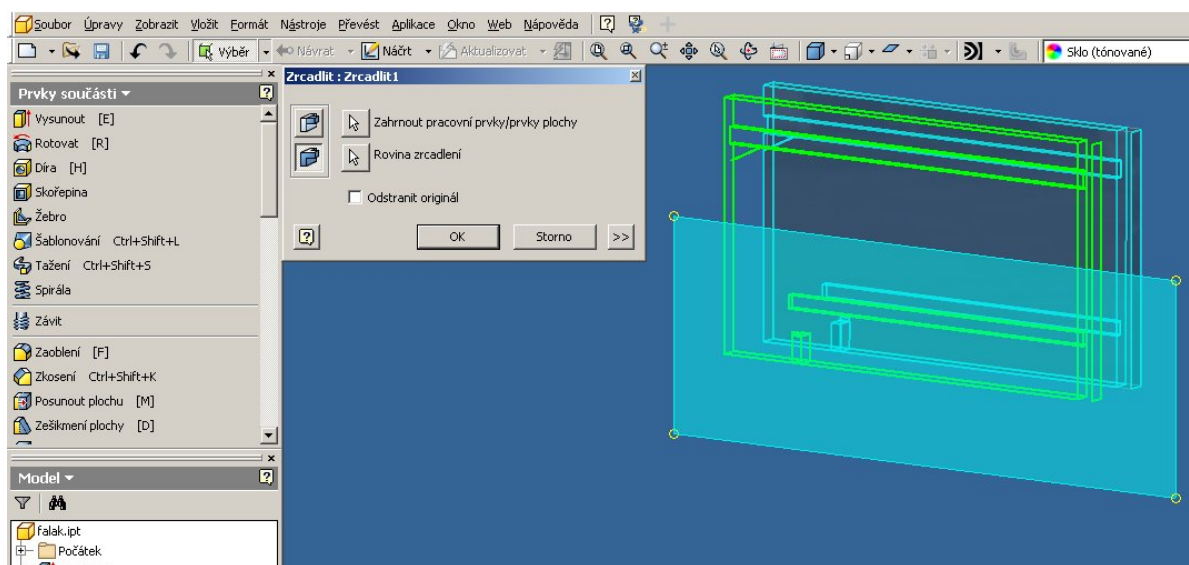 Soubor Úpravy Zobrazit Vložit Formát Nástroje Převést Aplikace Okno Web Nápověda
Výběr Návrat Náčrt Aktualizovat Sklo (tónované)
Zrcadlit : Zrcadlit1
Prvky součásti
Vysunout [E]
Rotovat [R]
Díra [H]
Skořepina
Žebro
Šablonování Ctrl+Shift+L
Tažení Ctrl+Shift+S
Spirála
Závit
Zaoblení [F]
Zkosení Ctrl+Shift+K
Posunout plochu [M]
Zešikmení plochy [D]
Zahrnout pracovní prvky/prvky plochy
Rovina zrcadlení
Odstranit originál
OK Storno >>
Model
falak.ipt
Počátek